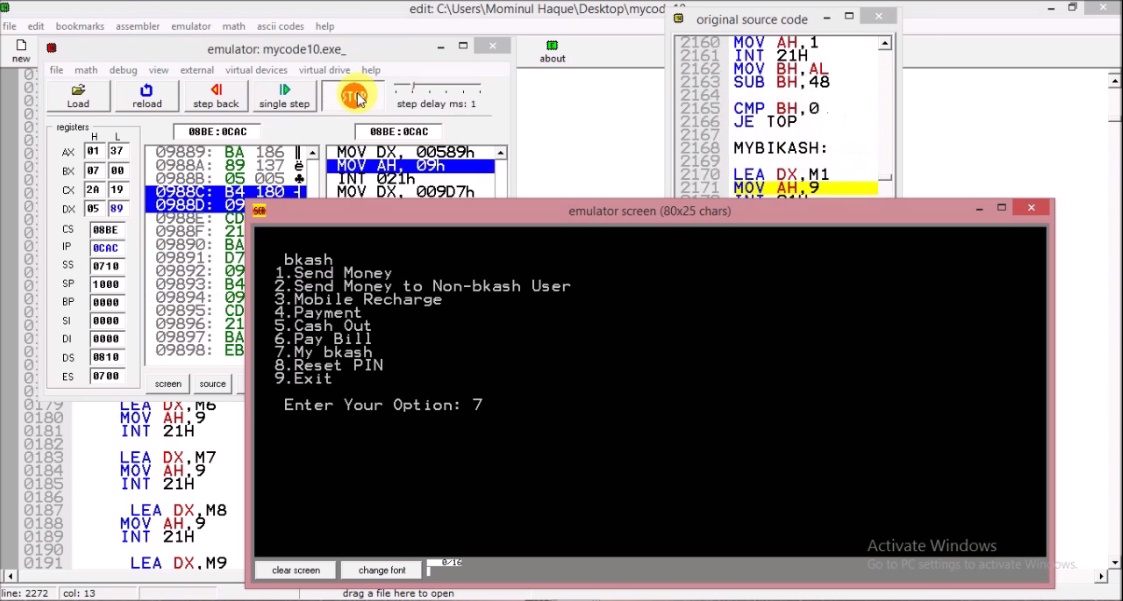 edit: C:\Users\Mominul Haque\Desktop\mycode10
file edit bookmarks assembler emulator math ascii codes help
new
about
emulator: mycode10.exe_
file math debug view external virtual devices virtual drive help
Load reload step back single step STOP step delay ms: 1
registers
H L
08BE:0CAC 08BE:0CAC
AX 01 37
BX 07 00
CX 2A 19
DX 05 89
CS 08BE
IP 0CAC
SS 0710
SP 1000
BP 0000
SI 0000
DI 0000
DS 0810
ES 0700
09889: BA 186 ‖
0988A: 89 137 ë
0988B: 05 005 ♣
0988C: B4 180 ┤
0988D: 09
0988E: CD
0988F: 21
09890: BA
09891: D7
09892: 09
09893: B4
09894: 09
09895: CD
09896: 21
09897: BA
09898: EB
MOV DX, 00589h
MOV AH, 09h
INT 021h
MOV DX, 009D7h
screen source
original source code
2160 MOV AH,1
2161 INT 21H
2162 MOV BH,AL
2163 SUB BH,48
2164
2165 CMP BH,0
2166 JE TOP
2167
2168 MYBIKASH:
2169
2170 LEA DX,M1
2171 MOV AH,9
emulator screen (80x25 chars)
bkash
1.Send Money
2.Send Money to Non-bkash User
3.Mobile Recharge
4.Payment
5.Cash Out
6.Pay Bill
7.My bkash
8.Reset PIN
9.Exit
Enter Your Option: 7
clear screen change font 0/16
0179 LEA DX,M6
0180 MOV AH,9
0181 INT 21H
0182
0183 LEA DX,M7
0184 MOV AH,9
0185 INT 21H
0186
0187 LEA DX,M8
0188 MOV AH,9
0189 INT 21H
0190
0191 LEA DX,M9
Activate Windows
Go to PC settings to activate Windows.
line: 2272 col: 13 drag a file here to open